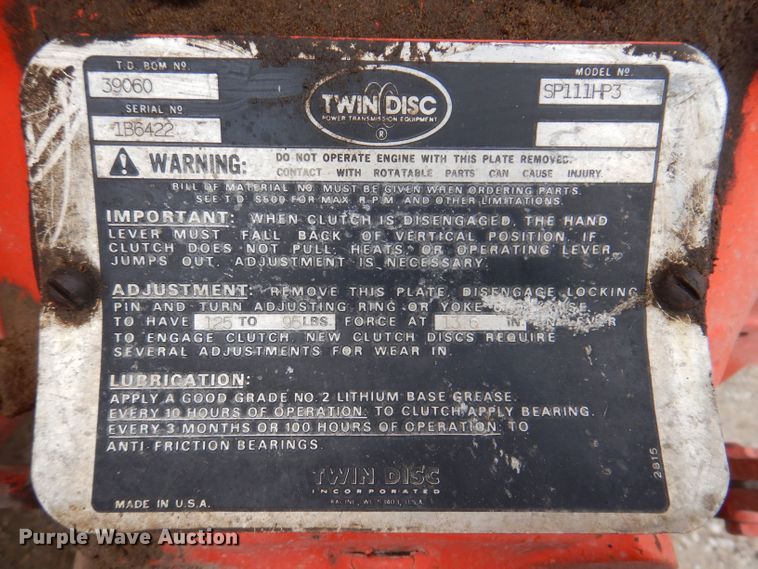 T.D. BOM Nº.
39060
SERIAL Nº
1B6422
TWIN DISC
POWER TRANSMISSION EQUIPMENT
®
MODEL Nº.
SP111HP3
WARNING:
DO NOT OPERATE ENGINE WITH THIS PLATE REMOVED.
CONTACT WITH ROTATABLE PARTS CAN CAUSE INJURY.
BILL OF MATERIAL NO. MUST BE GIVEN WHEN ORDERING PARTS.
SEE T D S600 FOR MAX. R.P.M. AND OTHER LIMITATIONS.
IMPORTANT: WHEN CLUTCH IS DISENGAGED, THE HAND
LEVER MUST FALL BACK OF VERTICAL POSITION. IF
CLUTCH DOES NOT PULL, HEATS, OR OPERATING LEVER
JUMPS OUT, ADJUSTMENT IS NECESSARY.
ADJUSTMENT: REMOVE THIS PLATE, DISENGAGE LOCKING
PIN AND TURN ADJUSTING RING OR YOKE
TO HAVE 125 TO 95 LBS. FORCE AT 13.6 IN.
TO ENGAGE CLUTCH. NEW CLUTCH DISCS REQUIRE
SEVERAL ADJUSTMENTS FOR WEAR IN.
LUBRICATION:
APPLY A GOOD GRADE NO. 2 LITHIUM BASE GREASE.
EVERY 10 HOURS OF OPERATION: TO CLUTCH APPLY BEARING.
EVERY 3 MONTHS OR 100 HOURS OF OPERATION: TO
ANTI-FRICTION BEARINGS.
2815
TWIN DISC
INCORPORATED
RACINE, WI. 53403, U.S.A.
MADE IN U.S.A.
Purple Wave Auction